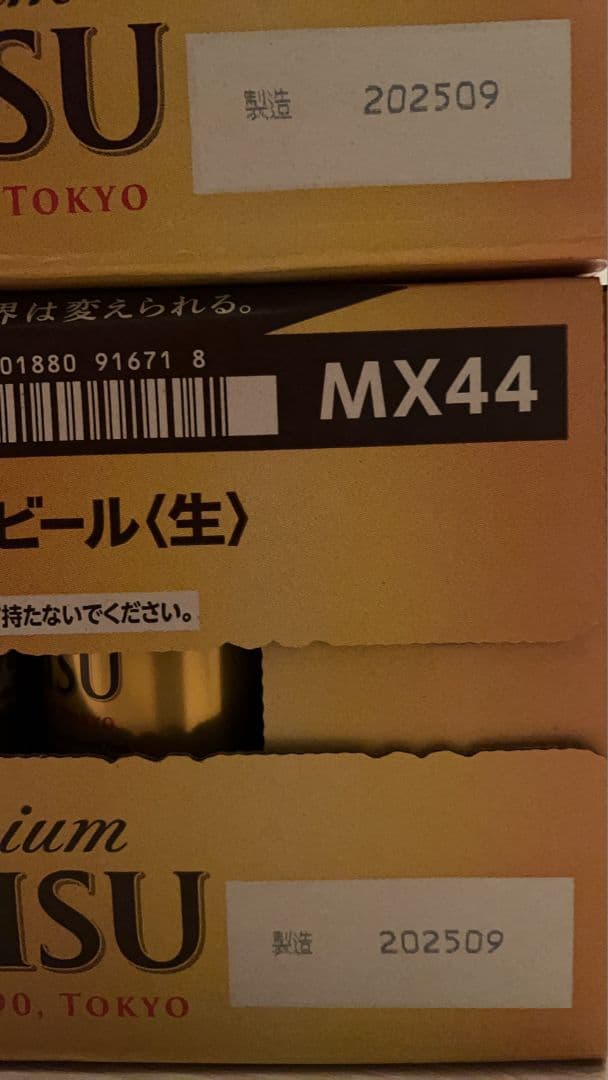 SU
製造 202509
TOKYO
界は変えられる。
01880 91671 8
MX44
ビール〈生〉
持たないでください。
SU
ium
ISU
製造 202509
90, TOKYO